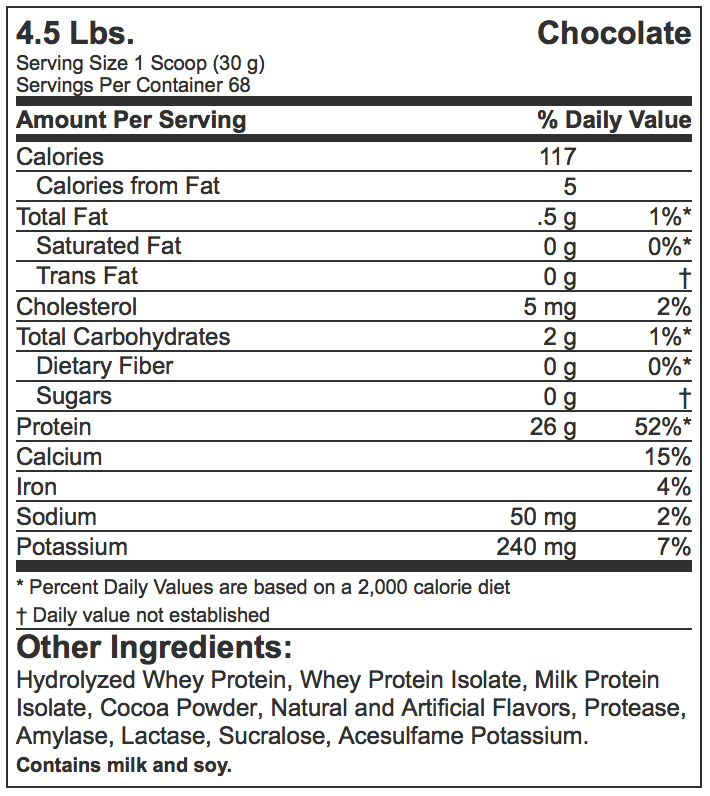 4.5 Lbs. Chocolate
Serving Size 1 Scoop (30 g)
Servings Per Container 68
Amount Per Serving % Daily Value
Calories 117
Calories from Fat 5
Total Fat .5 g 1%*
Saturated Fat 0 g 0%*
Trans Fat 0 g †
Cholesterol 5 mg 2%
Total Carbohydrates 2 g 1%*
Dietary Fiber 0 g 0%*
Sugars 0 g †
Protein 26 g 52%*
Calcium 15%
Iron 4%
Sodium 50 mg 2%
Potassium 240 mg 7%
* Percent Daily Values are based on a 2,000 calorie diet
† Daily value not established
Other Ingredients:
Hydrolyzed Whey Protein, Whey Protein Isolate, Milk Protein
Isolate, Cocoa Powder, Natural and Artificial Flavors, Protease,
Amylase, Lactase, Sucralose, Acesulfame Potassium.
Contains milk and soy.